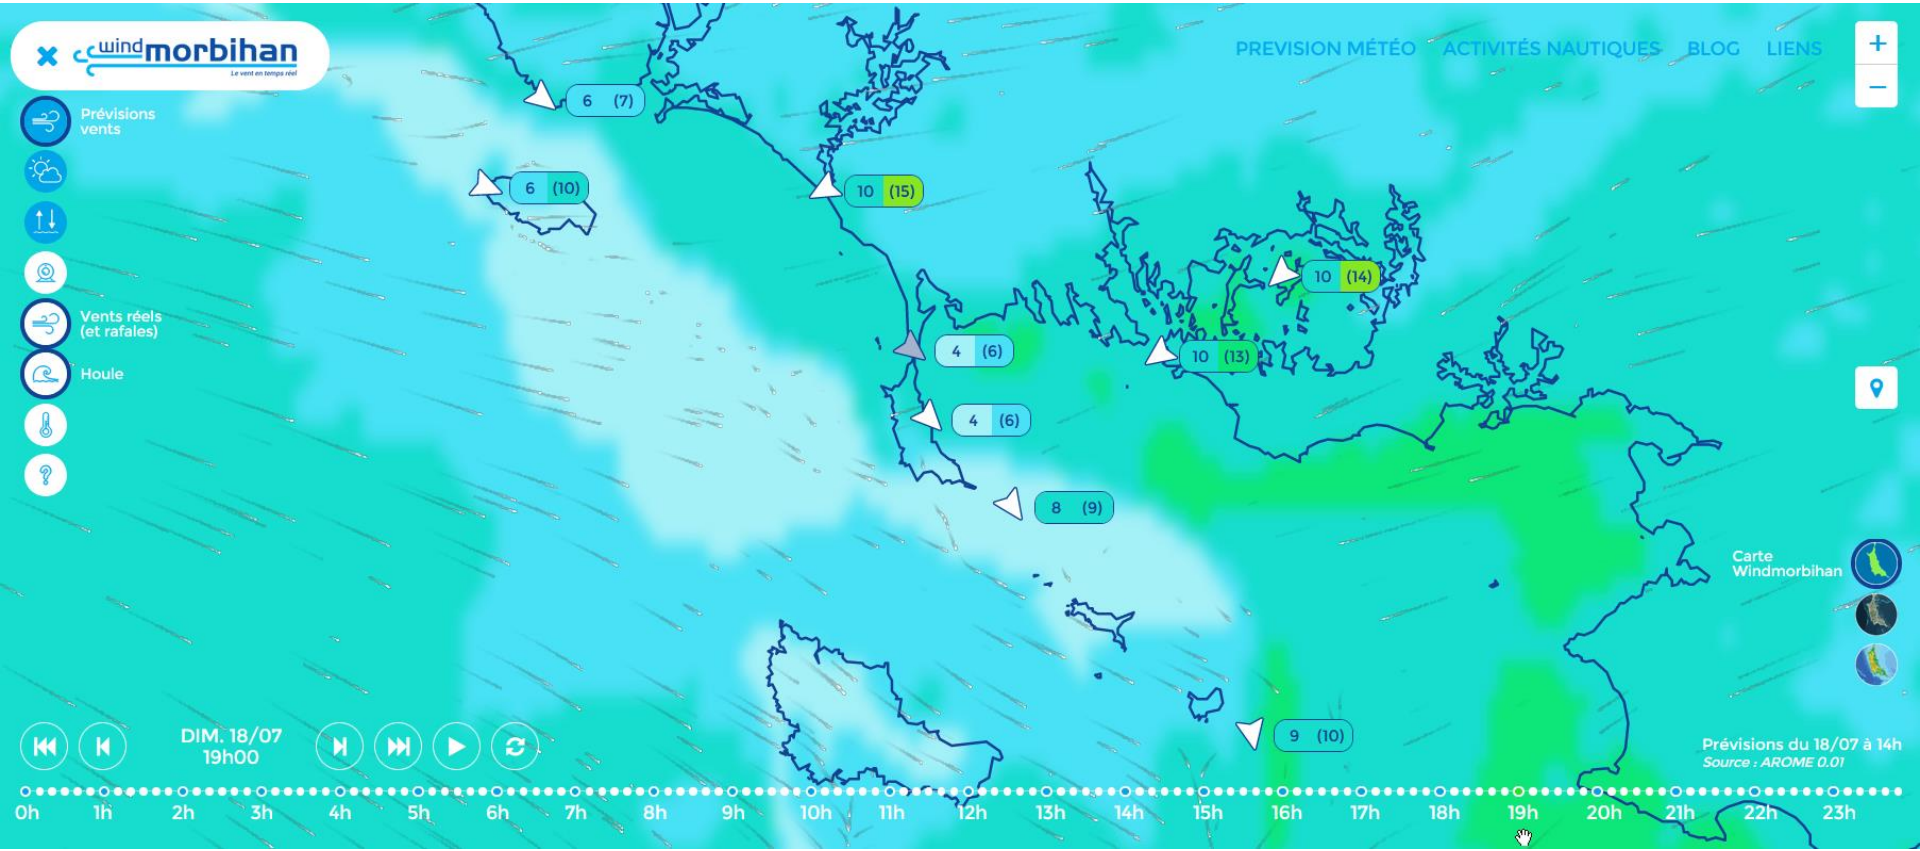 wind morbihan
Le vent en temps réel
PREVISION MÉTÉO ACTIVITÉS NAUTIQUES BLOG LIENS
+
−
Prévisions
vents
6 (7)
6 (10)
10 (15)
10 (14)
Vents réels
(et rafales)
4 (6)
10 (13)
Houle
4 (6)
?
8 (9)
Carte
Windmorbihan
DIM. 18/07
19h00
9 (10)
Prévisions du 18/07 à 14h
Source : AROME 0.01
0h 1h 2h 3h 4h 5h 6h 7h 8h 9h 10h 11h 12h 13h 14h 15h 16h 17h 18h 19h 20h 21h 22h 23h